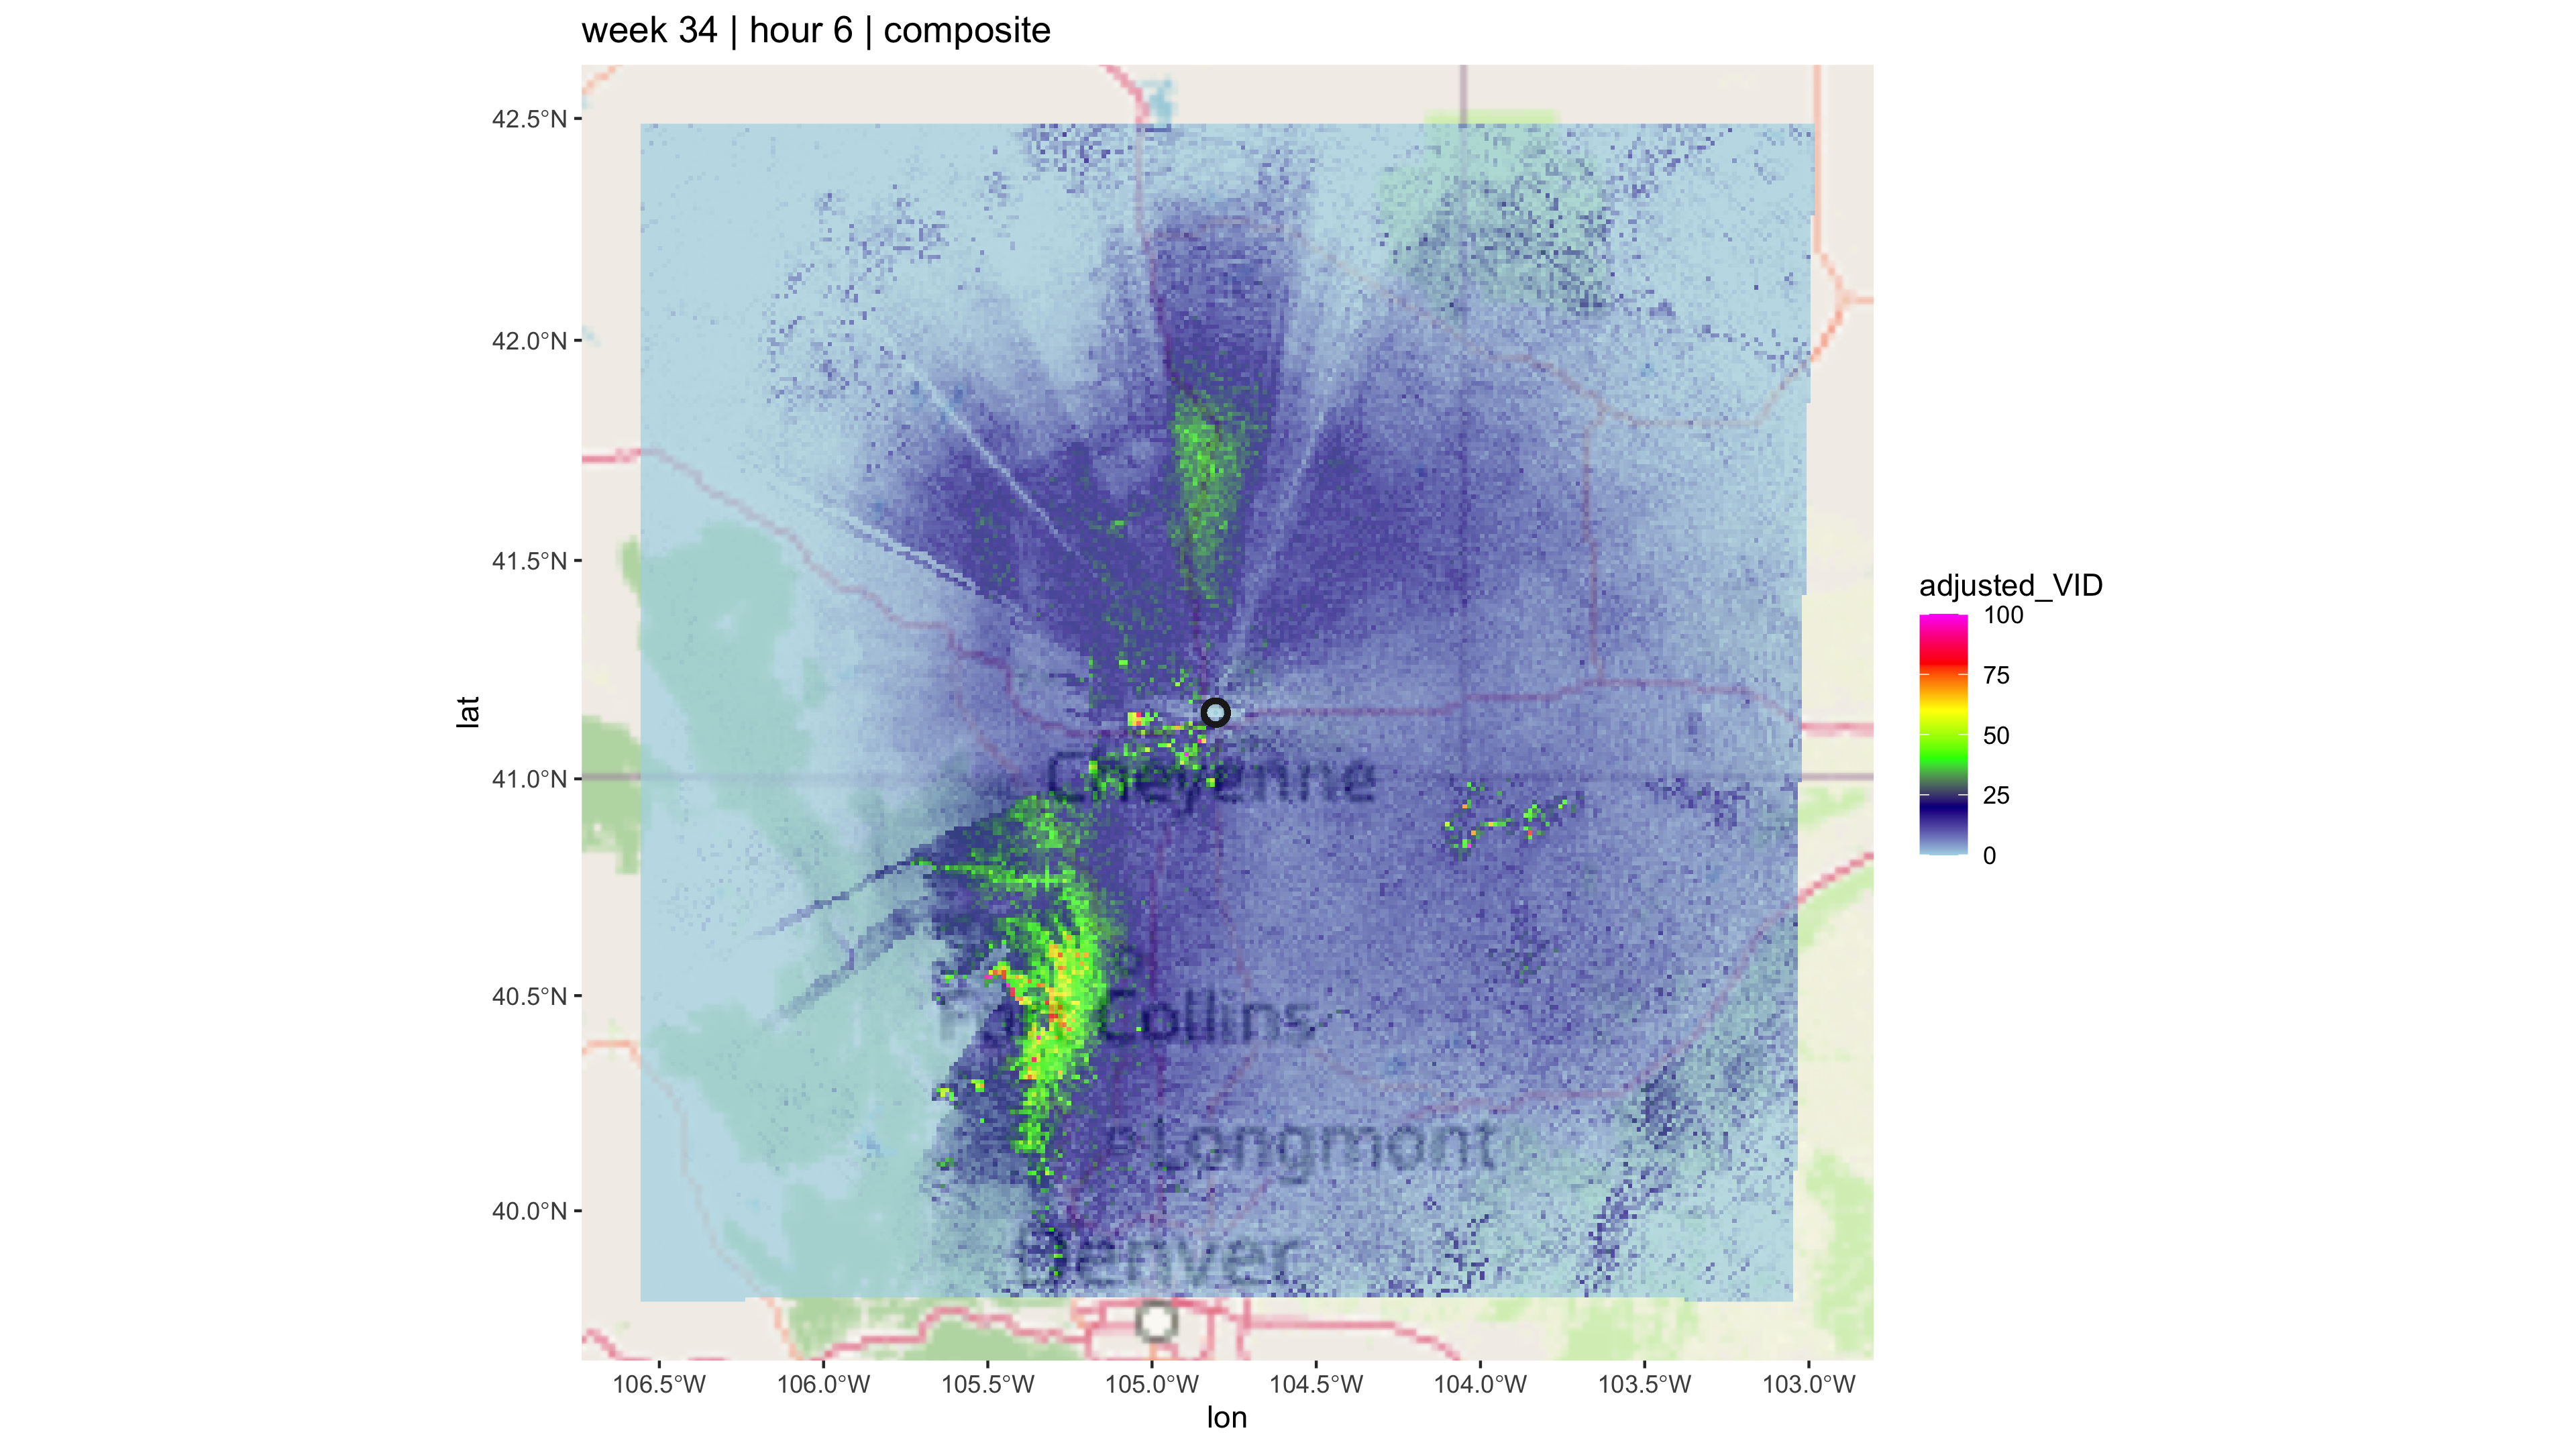 week 34 | hour 6 | composite
42.5°N
42.0°N
41.5°N
41.0°N
40.5°N
40.0°N
lat
Cheyenne
Fort Collins
Longmont
Denver
106.5°W 106.0°W 105.5°W 105.0°W 104.5°W 104.0°W 103.5°W 103.0°W
lon
adjusted_VID
100
75
50
25
0